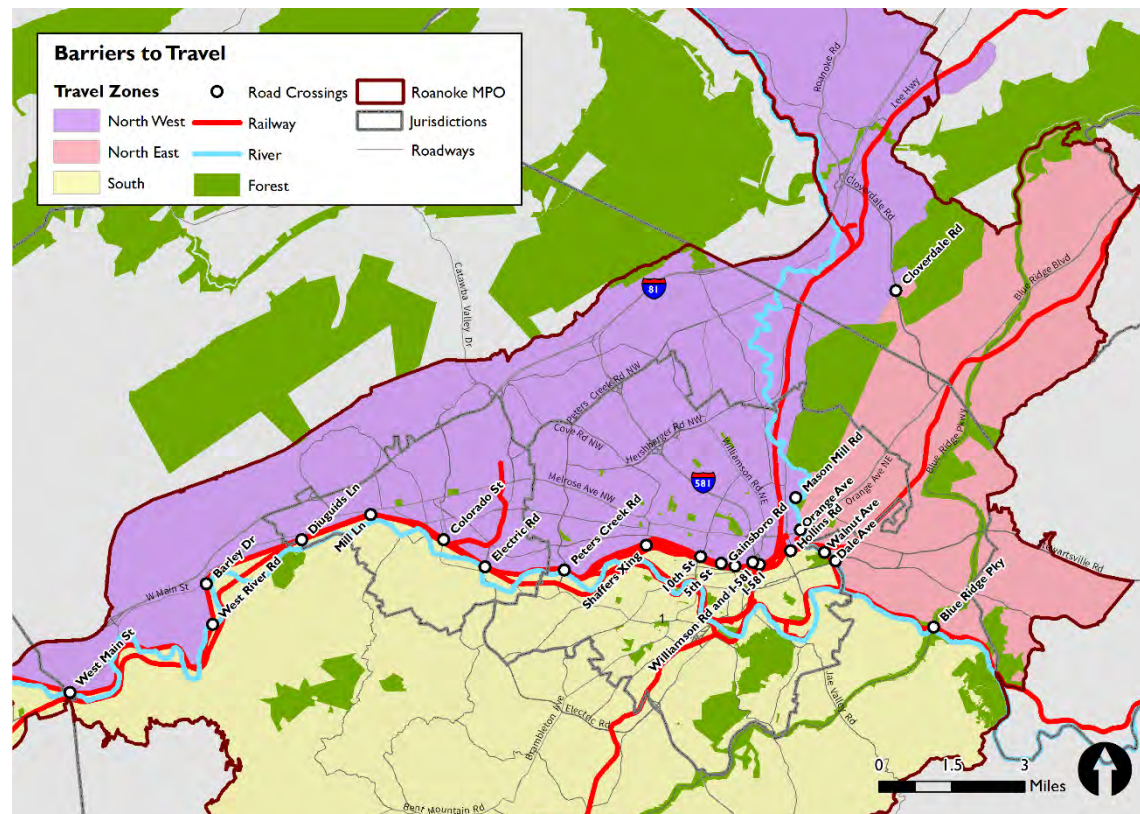 Barriers to Travel
Travel Zones
North West
North East
South
Road Crossings
Railway
River
Forest
Roanoke MPO
Jurisdictions
Roadways
Roanoke Rd
Lee Hwy
Cloverdale Rd
Cloverdale Rd
Blue Ridge Blvd
Catawba Valley Dr
81
Peters Creek Rd NW
Cove Rd NW
Hershberger Rd NW
Williamson Rd NE
581
Melrose Ave NW
Blue Ridge Pkwy
Orange Ave NE
Mason Mill Rd
Orange Ave
Hollins Rd
Walnut Ave
Dale Ave
Gainsboro Rd
Colorado St
Electric Rd
Peters Creek Rd
Shaffers Xing
10th St
5th St
Williamson Rd and I-581
I-581
Diuguids Ln
Mill Ln
Barley Dr
West River Rd
W Main St
West Main St
Blue Ridge Pky
1
Brambleton Ave
Electric Rd
Jae Valley Rd
Bent Mountain Rd
0 1.5 3
Miles